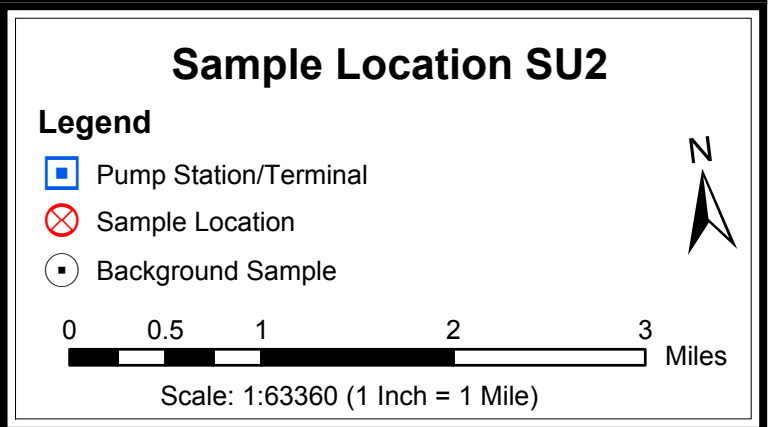 Sample Location SU2
Legend
N
Pump Station/Terminal
Sample Location
Background Sample
0 0.5 1 2 3
Miles
Scale: 1:63360 (1 Inch = 1 Mile)